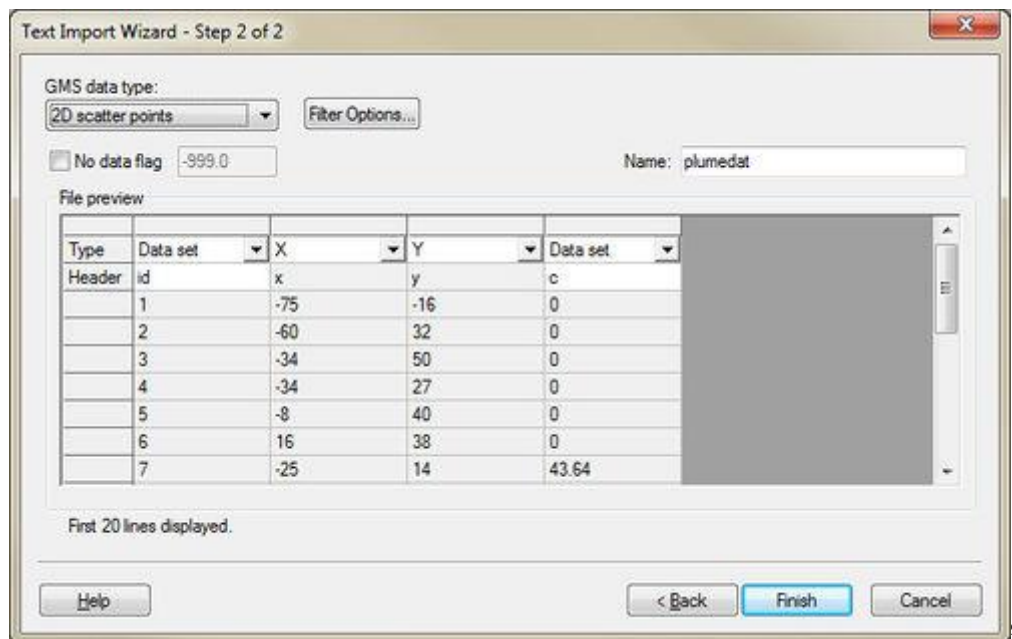 Text Import Wizard - Step 2 of 2
GMS data type:
2D scatter points Filter Options...
No data flag -999.0 Name: plumedat
File preview
Type Data set X Y Data set
Header id x y c
1 -75 -16 0
2 -60 32 0
3 -34 50 0
4 -34 27 0
5 -8 40 0
6 16 38 0
7 -25 14 43.64
First 20 lines displayed.
Help < Back Finish Cancel